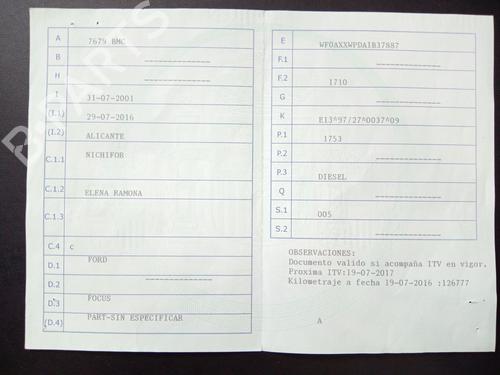 A 7679 BMC
B
H
I 31-07-2001
(I.1) 29-07-2016
(I.2) ALICANTE
C.1.1 NICHIFOR
C.1.2 ELENA RAMONA
C.1.3
C.4 c
D.1 FORD
D.2
D.3 FOCUS
(D.4) PART-SIN ESPECIFICAR
E WF0AXXWPDA1B37887
F.1
F.2 1710
G
K E13^97/27^0037^09
P.1 1753
P.2
P.3 DIESEL
Q
S.1 005
S.2
OBSERVACIONES:
Documento valido si acompaña ITV en vigor.
Proxima ITV:19-07-2017
Kilometraje a fecha 19-07-2016 :126777
A
B-PARTS